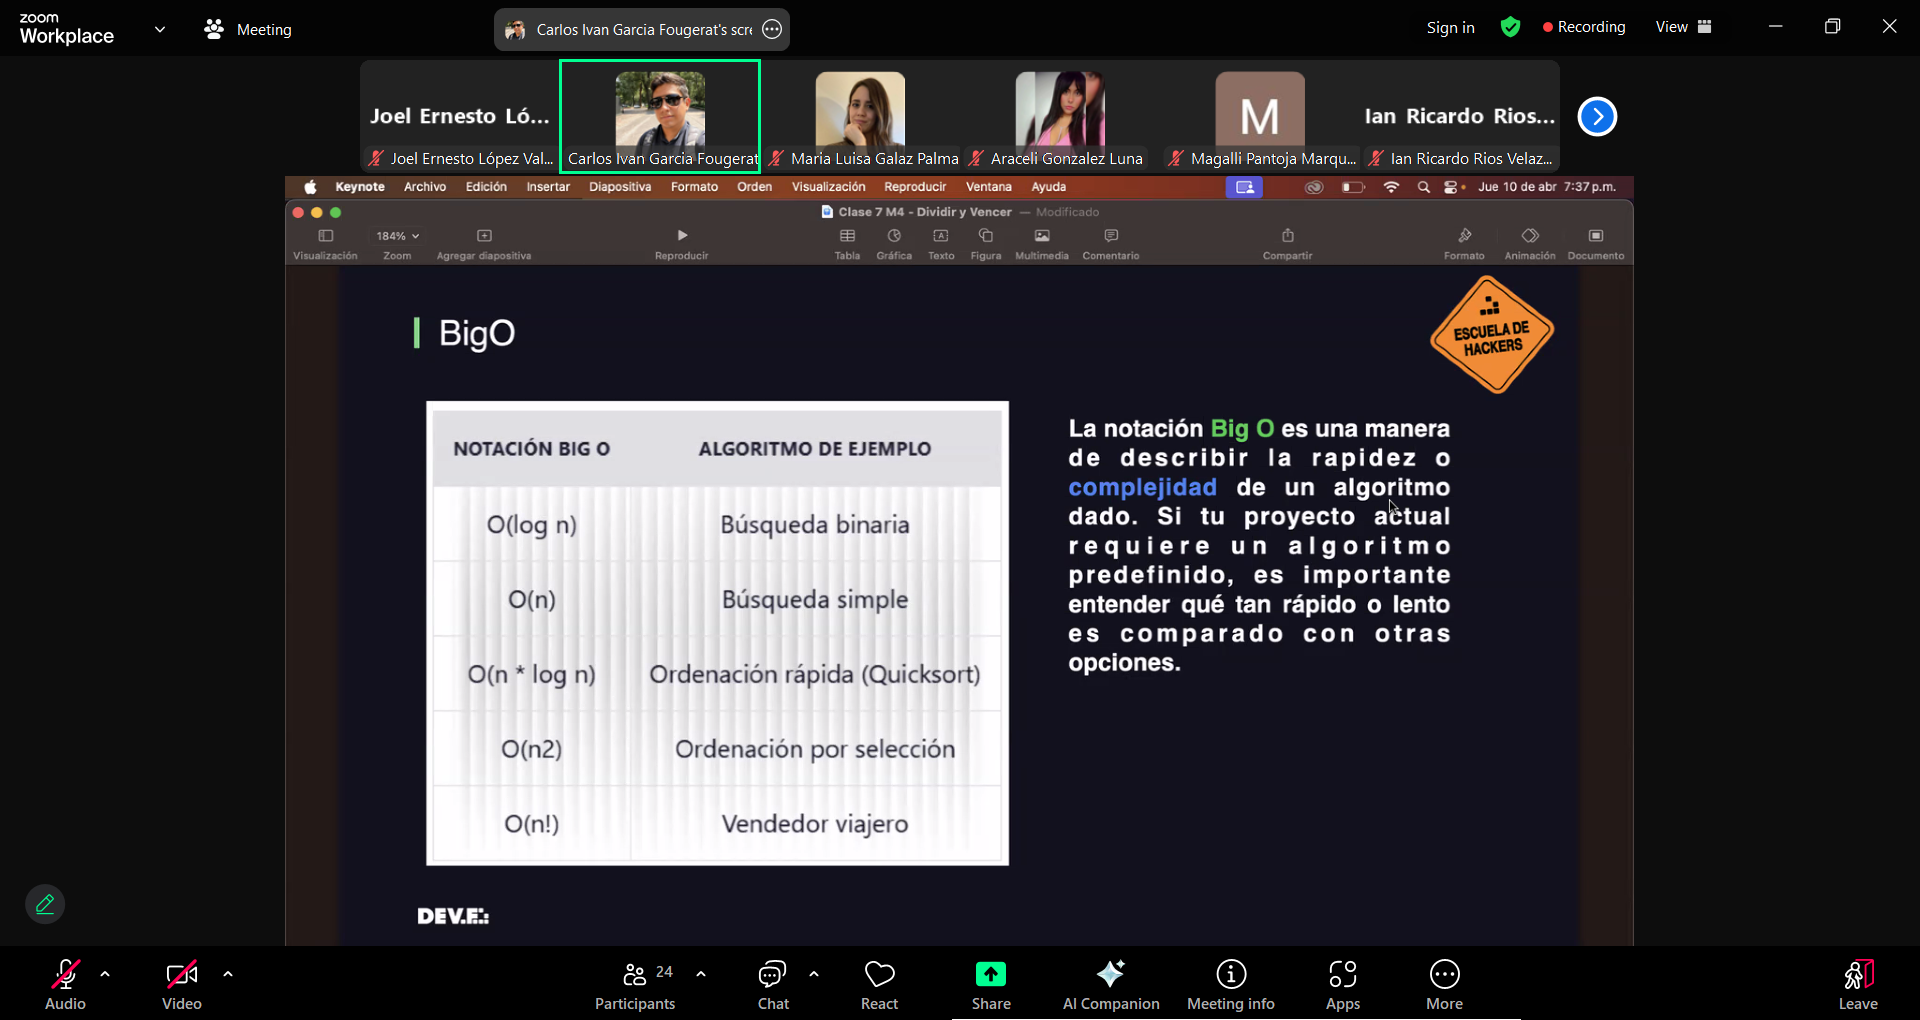 zoom
Workplace
Meeting
Carlos Ivan Garcia Fougerat's scre
Sign in
Recording
View
Joel Ernesto Ló...
M
Ian Ricardo Rios...
Joel Ernesto López Val...
Carlos Ivan Garcia Fougerat
Maria Luisa Galaz Palma
Araceli Gonzalez Luna
Magalli Pantoja Marqu...
Ian Ricardo Rios Velaz...
Keynote Archivo Edición Insertar Diapositiva Formato Orden Visualización Reproducir Ventana Ayuda
Jue 10 de abr 7:37 p.m.
Clase 7 M4 - Dividir y Vencer — Modificado
184%
Visualización Zoom Agregar diapositiva Reproducir Tabla Gráfica Texto Figura Multimedia Comentario Compartir Formato Animación Documento
BigO
ESCUELA DE
HACKERS
NOTACIÓN BIG O ALGORITMO DE EJEMPLO
O(log n) Búsqueda binaria
O(n) Búsqueda simple
O(n * log n) Ordenación rápida (Quicksort)
O(n2) Ordenación por selección
O(n!) Vendedor viajero
La notación Big O es una manera
de describir la rapidez o
complejidad de un algoritmo
dado. Si tu proyecto actual
requiere un algoritmo
predefinido, es importante
entender qué tan rápido o lento
es comparado con otras
opciones.
DEV.F.:
Audio
Video
24
Participants
Chat
React
Share
AI Companion
Meeting info
Apps
More
Leave